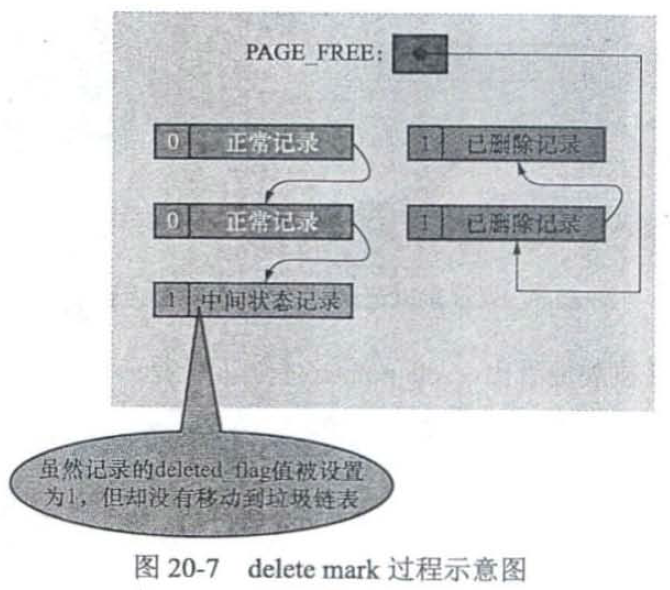 PAGE_FREE:
0 正常记录
1 已删除记录
0 正常记录
1 已删除记录
1 中间状态记录
虽然记录的deleted_flag值被设置
为1，但却没有移动到垃圾链表
图 20-7 delete mark 过程示意图